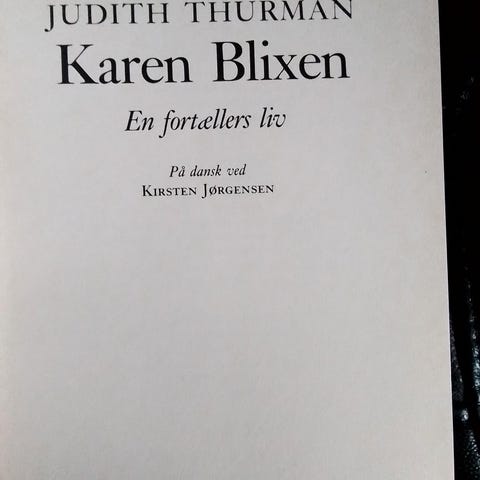 JUDITH THURMAN
Karen Blixen
En fortællers liv
På dansk ved
KIRSTEN JØRGENSEN